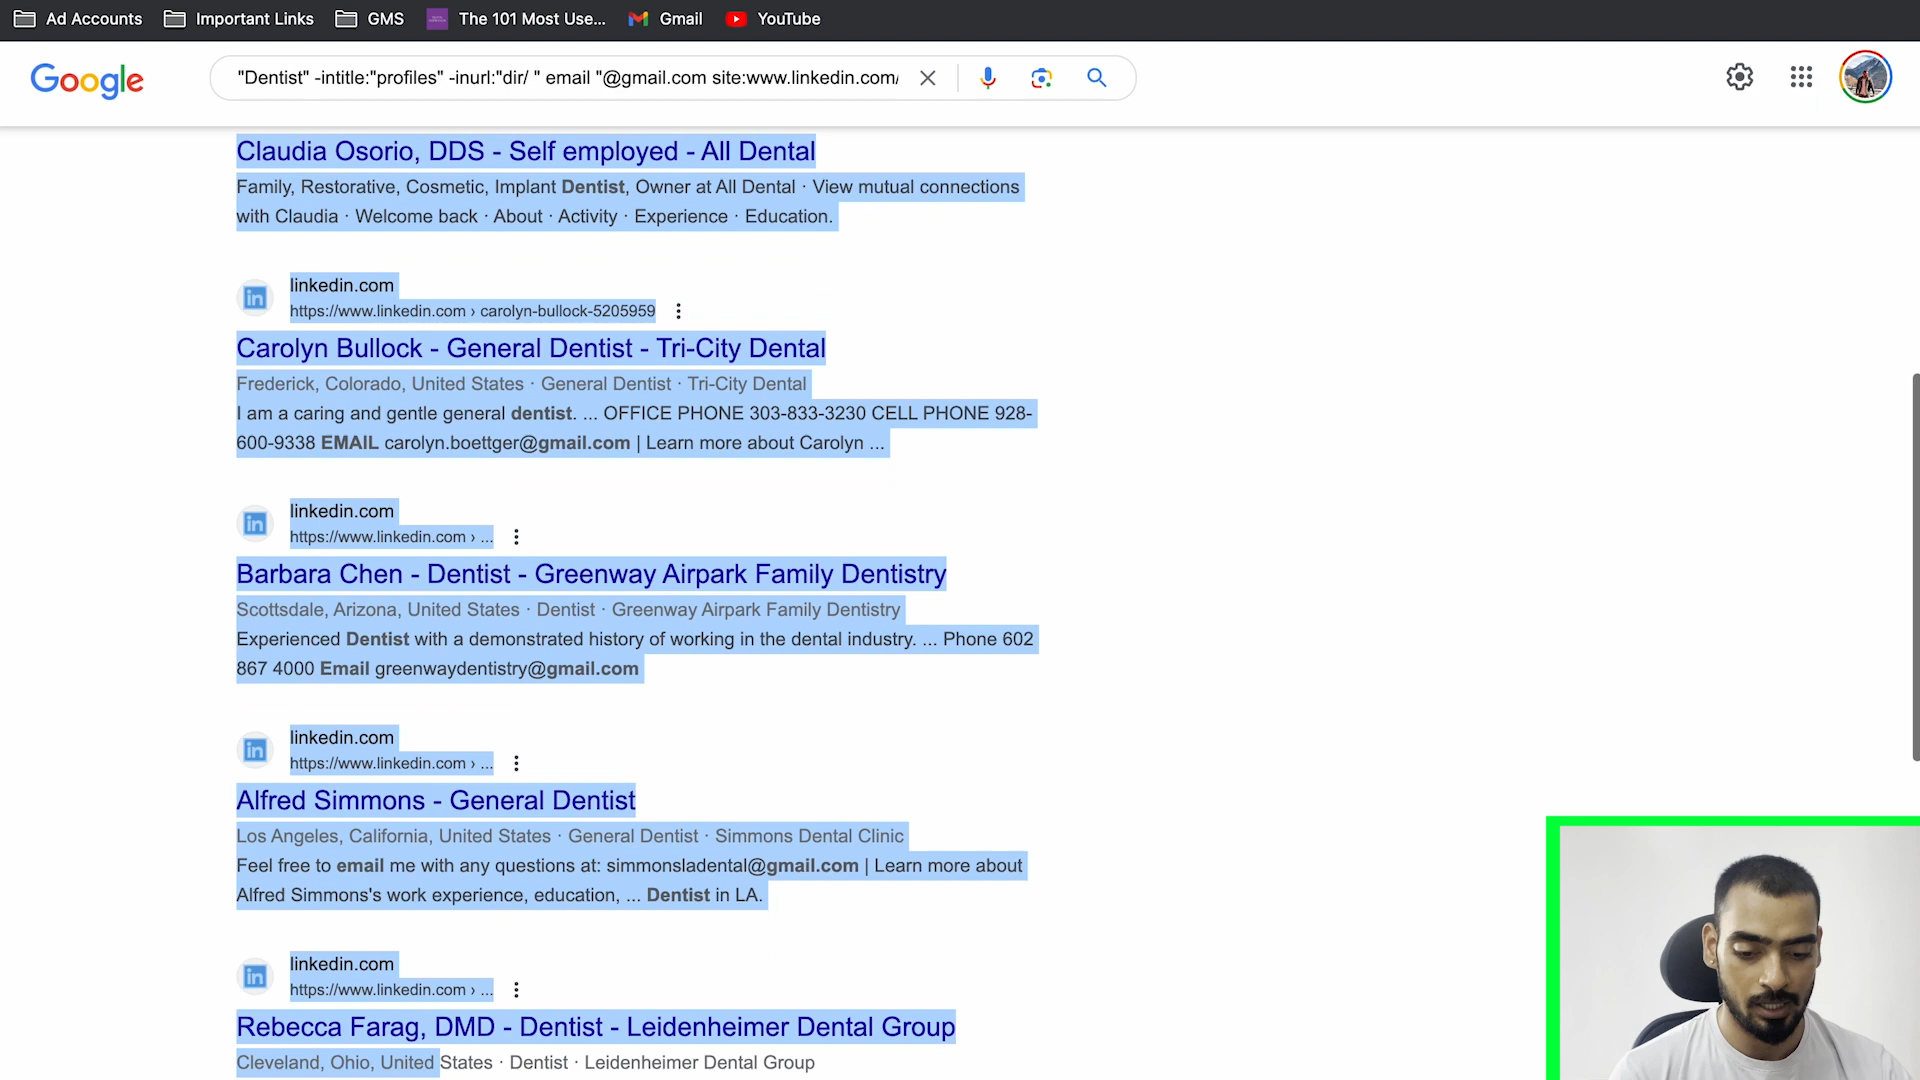 Ad Accounts Important Links GMS The 101 Most Use... Gmail YouTube
Google "Dentist" -intitle:"profiles" -inurl:"dir/ " email "@gmail.com site:www.linkedin.com/
Claudia Osorio, DDS - Self employed - All Dental
Family, Restorative, Cosmetic, Implant Dentist, Owner at All Dental · View mutual connections
with Claudia · Welcome back · About · Activity · Experience · Education.
linkedin.com
https://www.linkedin.com › carolyn-bullock-5205959
Carolyn Bullock - General Dentist - Tri-City Dental
Frederick, Colorado, United States · General Dentist · Tri-City Dental
I am a caring and gentle general dentist. ... OFFICE PHONE 303-833-3230 CELL PHONE 928-
600-9338 EMAIL carolyn.boettger@gmail.com | Learn more about Carolyn ...
linkedin.com
https://www.linkedin.com › ...
Barbara Chen - Dentist - Greenway Airpark Family Dentistry
Scottsdale, Arizona, United States · Dentist · Greenway Airpark Family Dentistry
Experienced Dentist with a demonstrated history of working in the dental industry. ... Phone 602
867 4000 Email greenwaydentistry@gmail.com
linkedin.com
https://www.linkedin.com › ...
Alfred Simmons - General Dentist
Los Angeles, California, United States · General Dentist · Simmons Dental Clinic
Feel free to email me with any questions at: simmonsladental@gmail.com | Learn more about
Alfred Simmons's work experience, education, ... Dentist in LA.
linkedin.com
https://www.linkedin.com › ...
Rebecca Farag, DMD - Dentist - Leidenheimer Dental Group
Cleveland, Ohio, United States · Dentist · Leidenheimer Dental Group